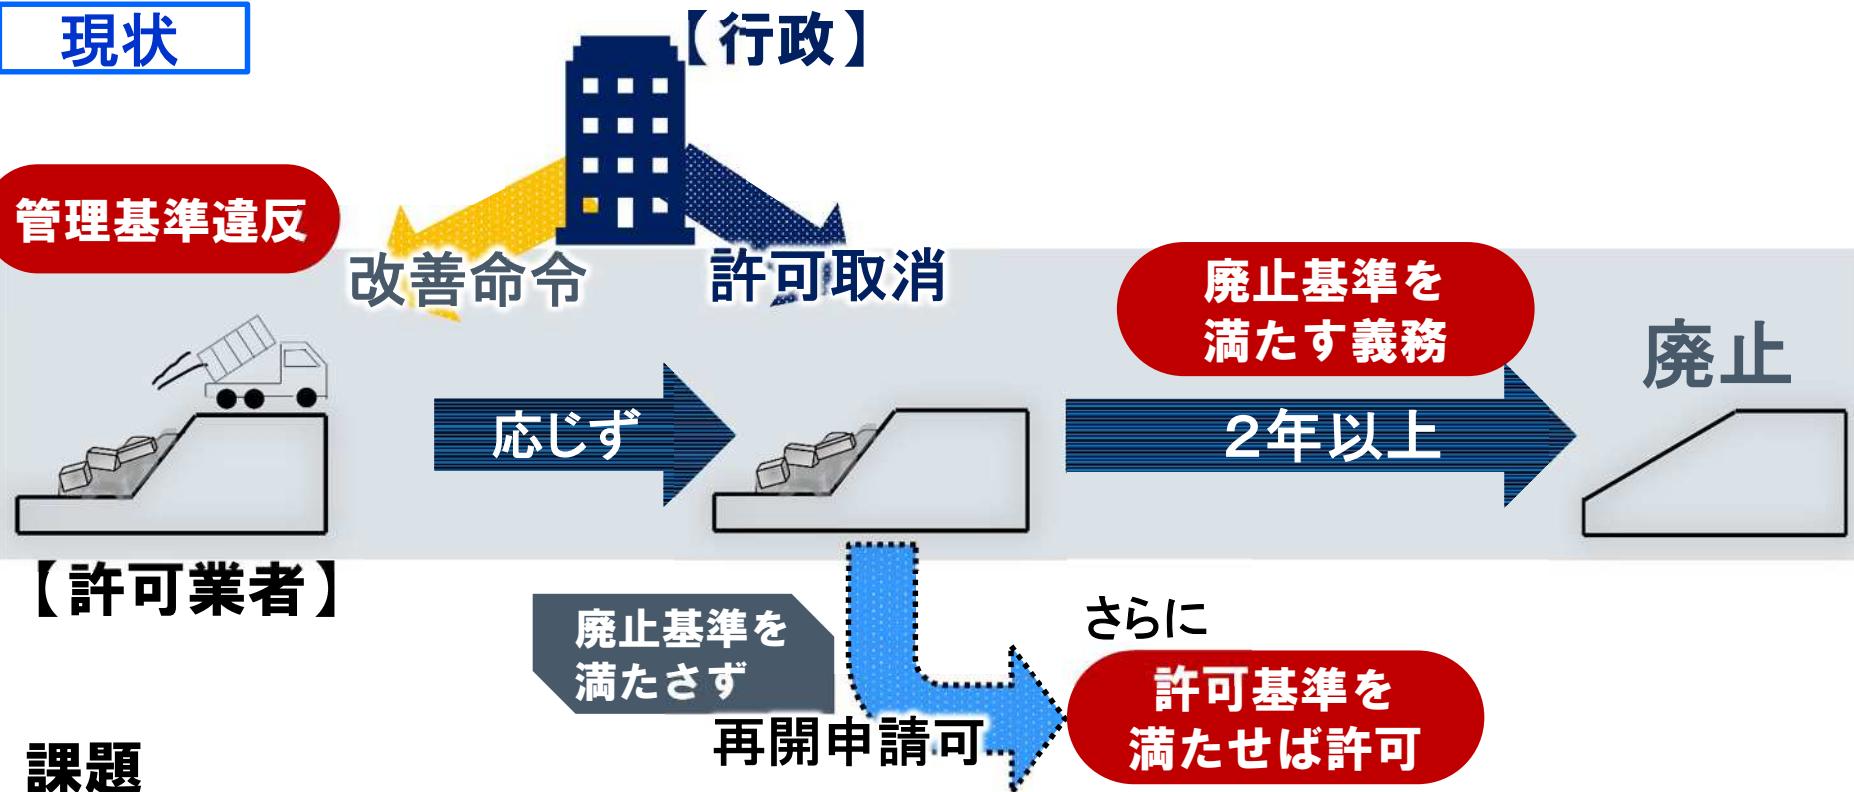 現状
【行政】
管理基準違反
改善命令
許可取消
廃止基準を
満たす義務
廃止
応じず
２年以上
【許可業者】
廃止基準を
満たさず
再開申請可
さらに
許可基準を
満たせば許可
課題